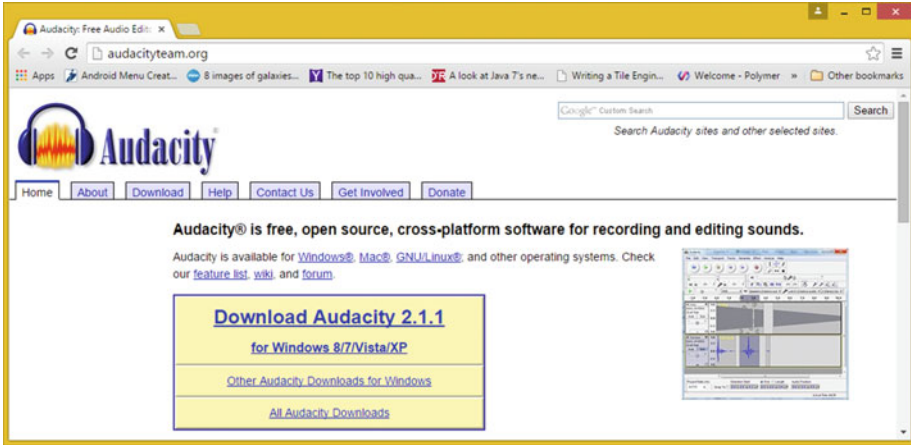 Audacity: Free Audio Edit
audacityteam.org
Apps Android Menu Creat... 8 images of galaxies... The top 10 high qua... JR A look at Java 7's ne... Writing a Tile Engin... Welcome - Polymer » Other bookmarks
Google™ Custom Search Search
Search Audacity sites and other selected sites.
Audacity®
Home About Download Help Contact Us Get Involved Donate
Audacity® is free, open source, cross-platform software for recording and editing sounds.
Audacity is available for Windows®, Mac®, GNU/Linux® and other operating systems. Check
our feature list, wiki, and forum.
Download Audacity 2.1.1
for Windows 8/7/Vista/XP
Other Audacity Downloads for Windows
All Audacity Downloads